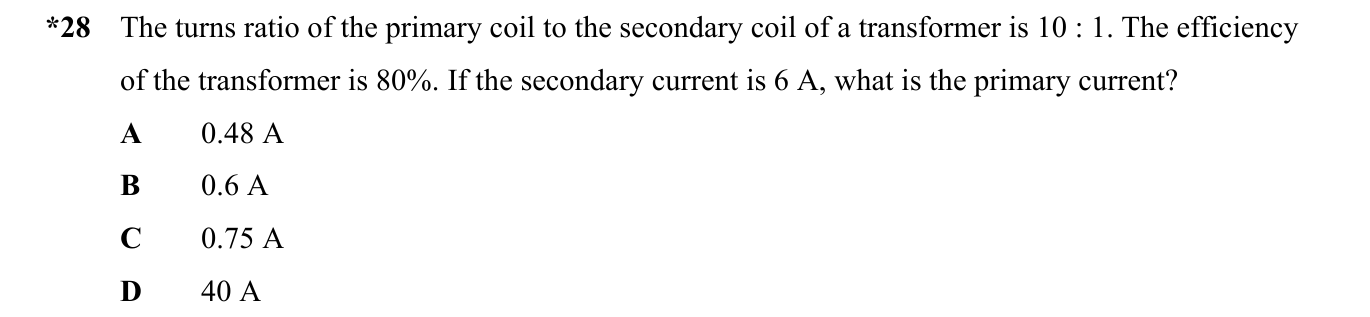 *28 The turns ratio of the primary coil to the secondary coil of a transformer is 10 : 1. The efficiency
of the transformer is 80%. If the secondary current is 6 A, what is the primary current?
A 0.48 A
B 0.6 A
C 0.75 A
D 40 A